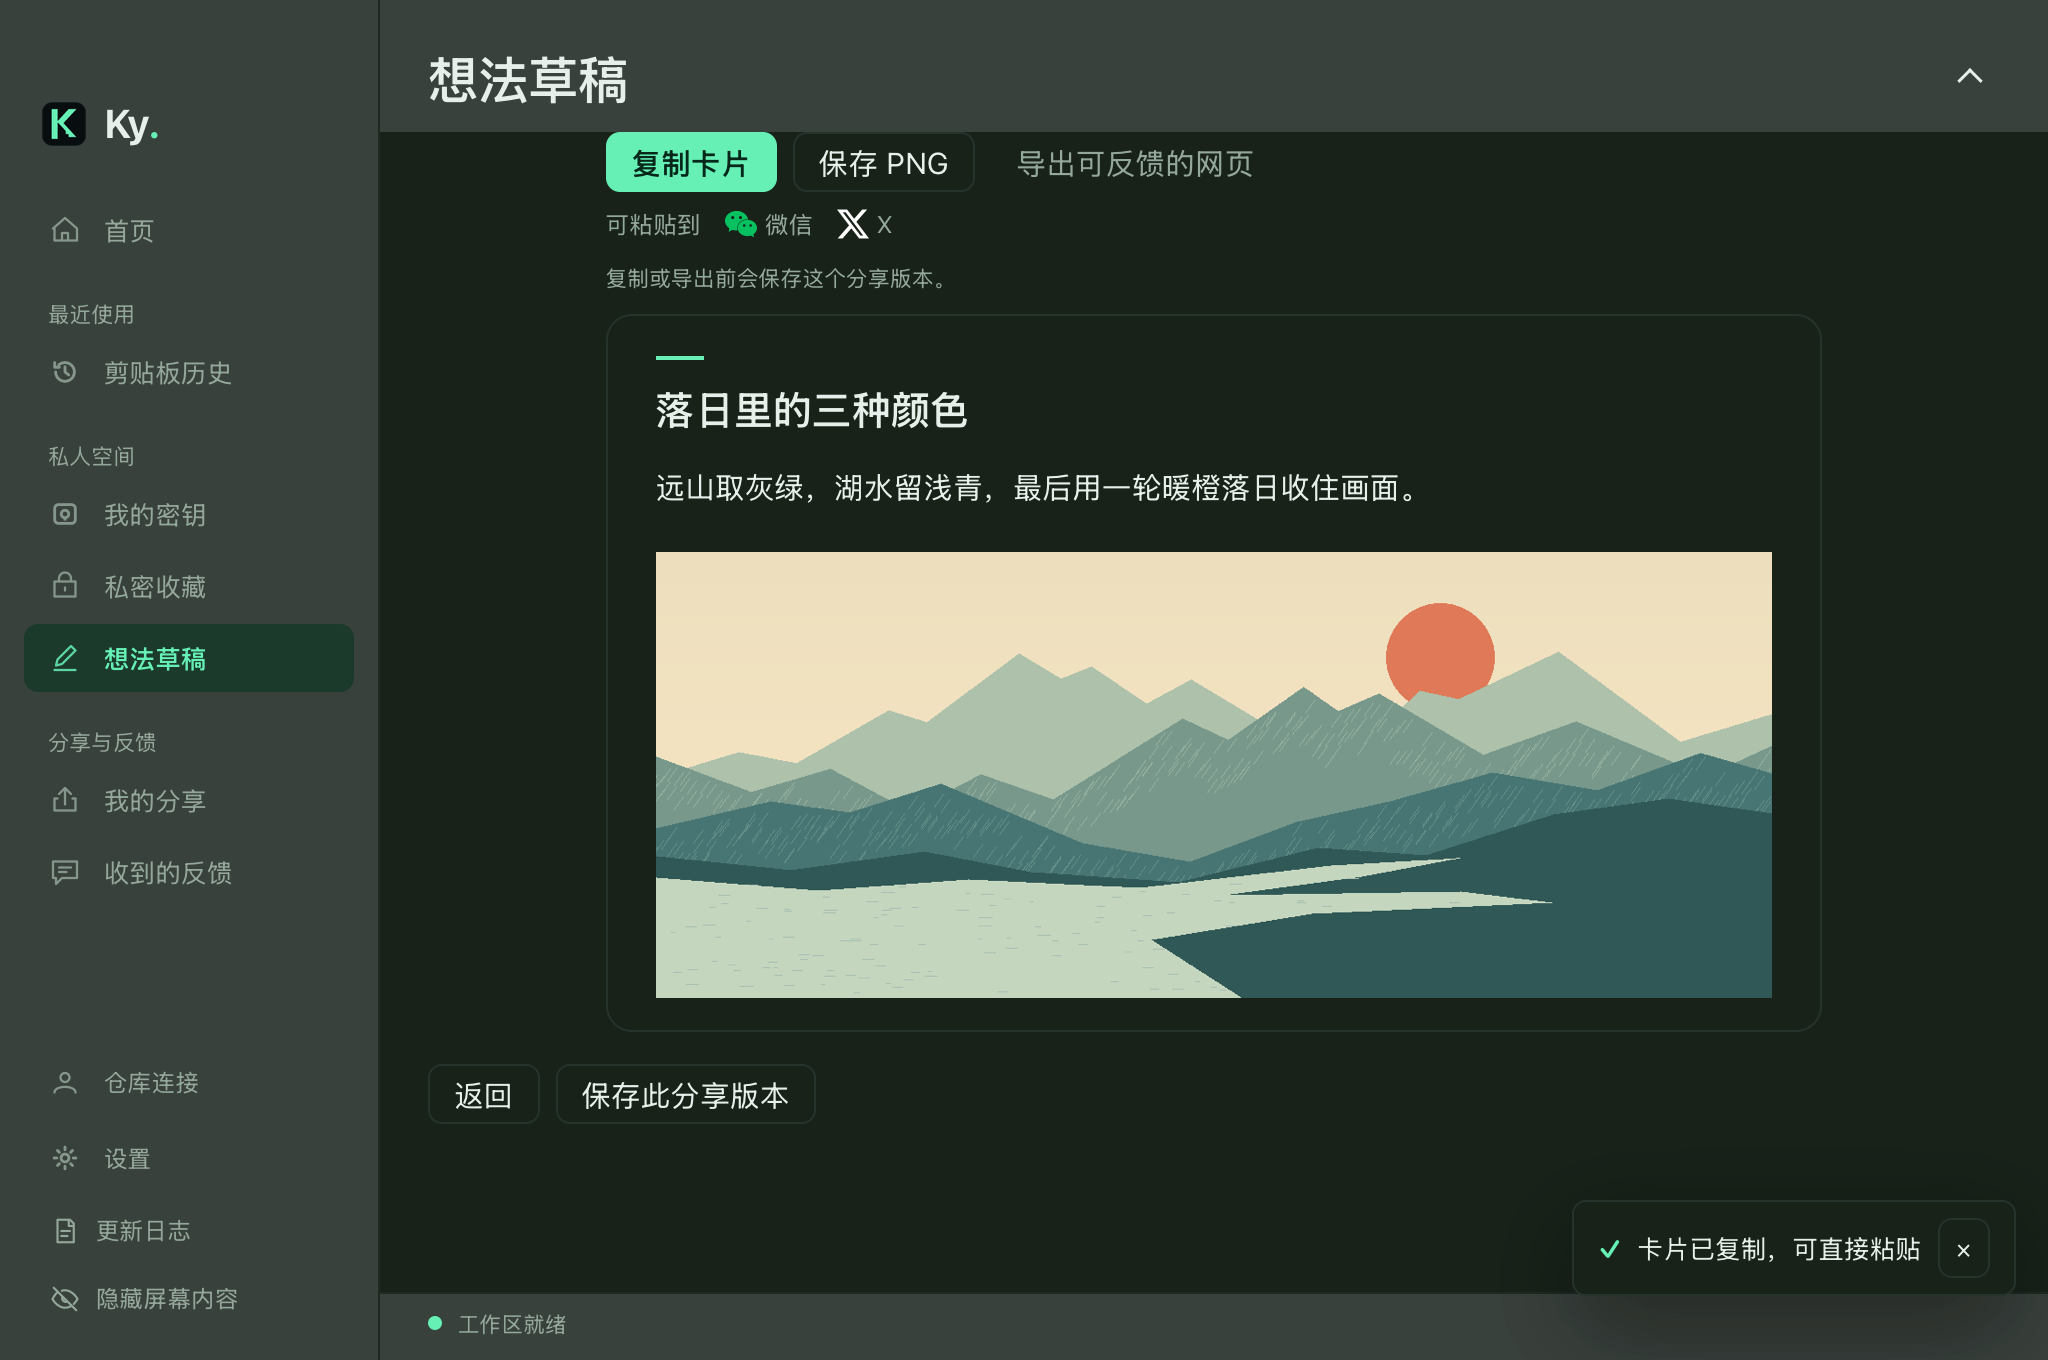 K Ky.
首页
最近使用
剪贴板历史
私人空间
我的密钥
私密收藏
想法草稿
分享与反馈
我的分享
收到的反馈
仓库连接
设置
更新日志
隐藏屏幕内容
想法草稿
复制卡片 保存 PNG 导出可反馈的网页
可粘贴到 微信 X
复制或导出前会保存这个分享版本。
落日里的三种颜色
远山取灰绿，湖水留浅青，最后用一轮暖橙落日收住画面。
返回 保存此分享版本
卡片已复制，可直接粘贴 ×
工作区就绪